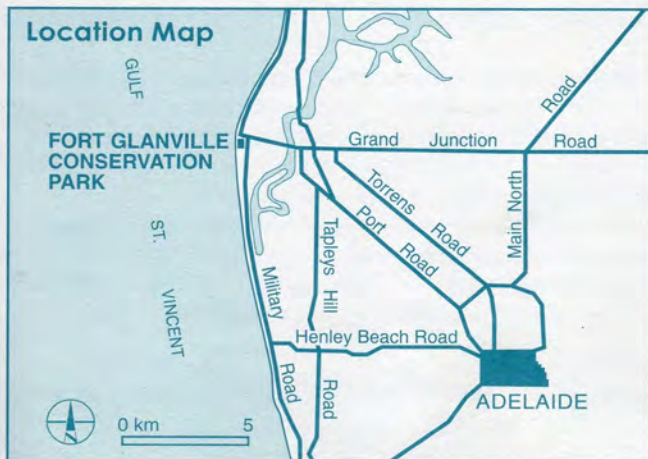 Location Map
GULF
ST.
VINCENT
FORT GLANVILLE
CONSERVATION
PARK
Grand Junction Road
Road
Main North
Torrens
Road
Port
Road
Tapleys Hill
Road
Military
Road
Henley Beach Road
ADELAIDE
N
0 km 5